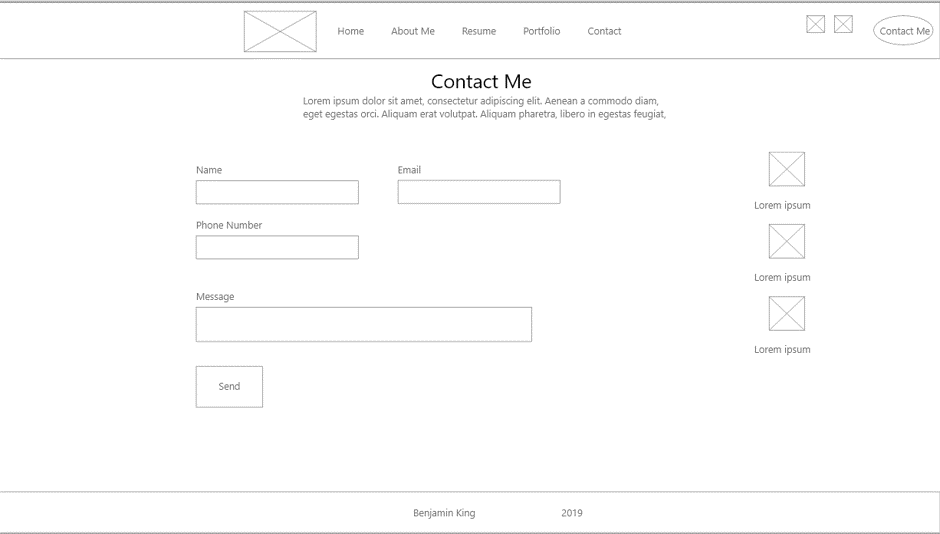 Home About Me Resume Portfolio Contact Contact Me
Contact Me
Lorem ipsum dolor sit amet, consectetur adipiscing elit. Aenean a commodo diam,
eget egestas orci. Aliquam erat volutpat. Aliquam pharetra, libero in egestas feugiat,
Name Email
Phone Number
Message
Send
Lorem ipsum
Lorem ipsum
Lorem ipsum
Benjamin King 2019